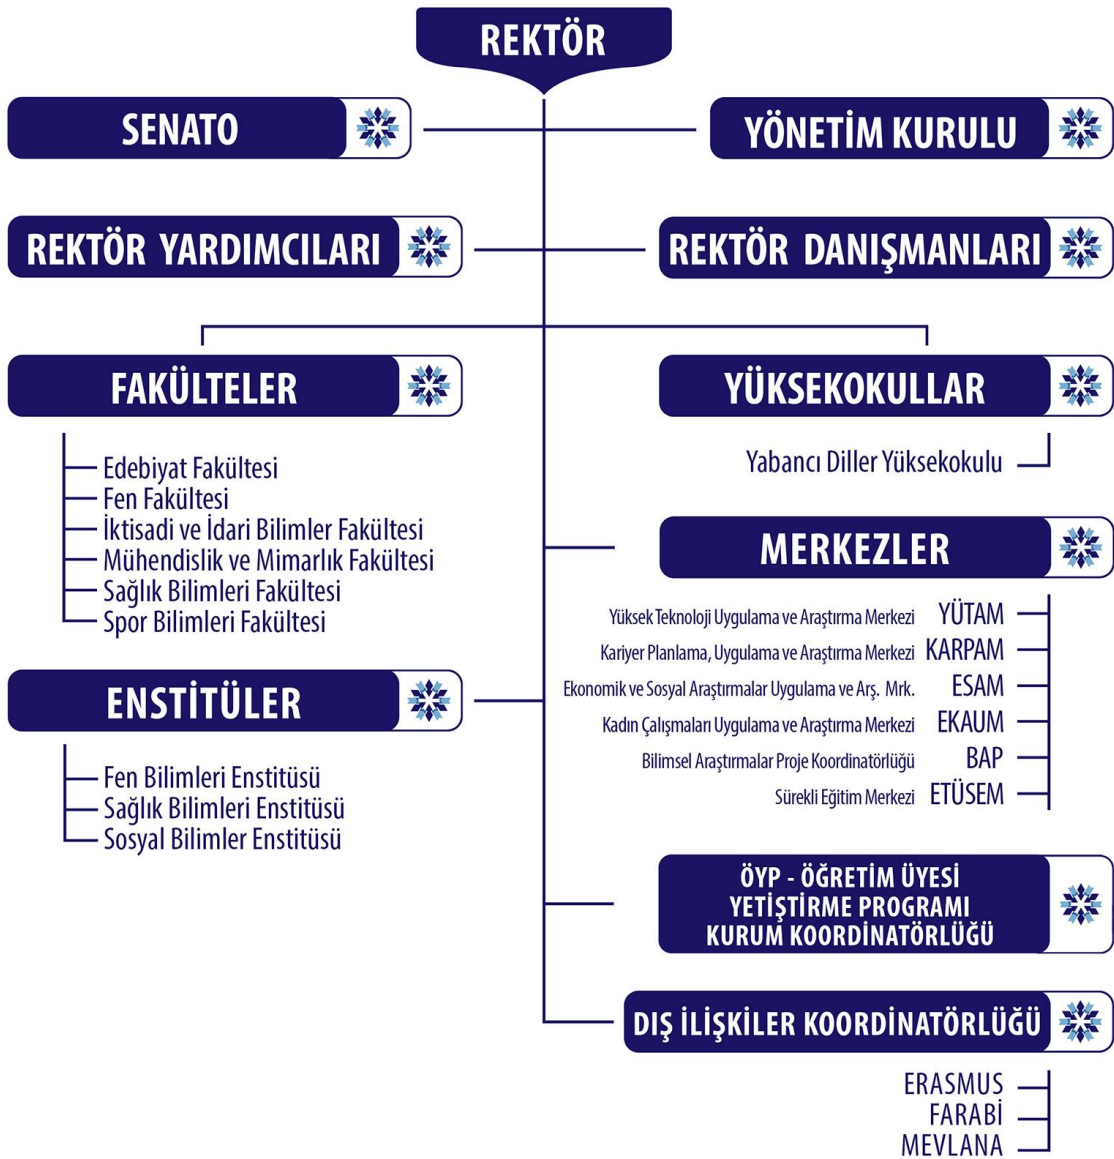 REKTÖR
SENATO
YÖNETİM KURULU
REKTÖR YARDIMCILARI
REKTÖR DANIŞMANLARI
FAKÜLTELER
Edebiyat Fakültesi
Fen Fakültesi
İktisadi ve İdari Bilimler Fakültesi
Mühendislik ve Mimarlık Fakültesi
Sağlık Bilimleri Fakültesi
Spor Bilimleri Fakültesi
YÜKSEKOKULLAR
Yabancı Diller Yüksekokulu
MERKEZLER
Yüksek Teknoloji Uygulama ve Araştırma Merkezi YÜTAM
Kariyer Planlama, Uygulama ve Araştırma Merkezi KARPAM
Ekonomik ve Sosyal Araştırmalar Uygulama ve Arş. Mrk. ESAM
Kadın Çalışmaları Uygulama ve Araştırma Merkezi EKAUM
Bilimsel Araştırmalar Proje Koordinatörlüğü BAP
Sürekli Eğitim Merkezi ETÜSEM
ENSTİTÜLER
Fen Bilimleri Enstitüsü
Sağlık Bilimleri Enstitüsü
Sosyal Bilimler Enstitüsü
ÖYP - ÖĞRETİM ÜYESİ
YETİŞTİRME PROGRAMI
KURUM KOORDİNATÖRLÜĞÜ
DIŞ İLİŞKİLER KOORDİNATÖRLÜĞÜ
ERASMUS
FARABİ
MEVLANA